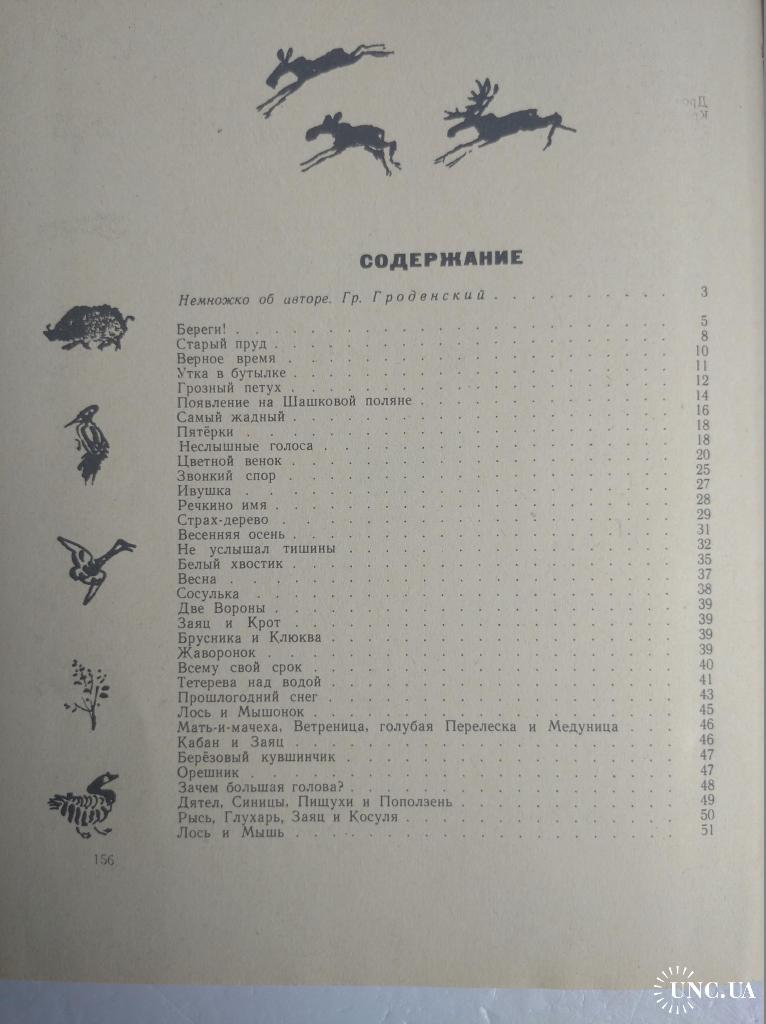 СОДЕРЖАНИЕ
Немножко об авторе. Гр. Гроденский . . . . . . . . . . 3
Береги! . . . . . . . . . . . . . . . . . . . . . . . . 5
Старый пруд . . . . . . . . . . . . . . . . . . . . . . 8
Верное время . . . . . . . . . . . . . . . . . . . . . . 10
Утка в бутылке . . . . . . . . . . . . . . . . . . . . . 11
Грозный петух . . . . . . . . . . . . . . . . . . . . . 12
Появление на Шашковой поляне . . . . . . . . . . . . . . 14
Самый жадный . . . . . . . . . . . . . . . . . . . . . . 16
Пятёрки . . . . . . . . . . . . . . . . . . . . . . . . 18
Неслышные голоса . . . . . . . . . . . . . . . . . . . . 18
Цветной венок . . . . . . . . . . . . . . . . . . . . . 20
Звонкий спор . . . . . . . . . . . . . . . . . . . . . . 25
Ивушка . . . . . . . . . . . . . . . . . . . . . . . . . 27
Речкино имя . . . . . . . . . . . . . . . . . . . . . . 28
Страх-дерево . . . . . . . . . . . . . . . . . . . . . . 29
Весенняя осень . . . . . . . . . . . . . . . . . . . . . 31
Не услышал тишины . . . . . . . . . . . . . . . . . . . 32
Белый хвостик . . . . . . . . . . . . . . . . . . . . . 35
Весна . . . . . . . . . . . . . . . . . . . . . . . . . 37
Сосулька . . . . . . . . . . . . . . . . . . . . . . . . 38
Две Вороны . . . . . . . . . . . . . . . . . . . . . . . 39
Заяц и Крот . . . . . . . . . . . . . . . . . . . . . . 39
Брусника и Клюква . . . . . . . . . . . . . . . . . . . 39
Жаворонок . . . . . . . . . . . . . . . . . . . . . . . 39
Всему свой срок . . . . . . . . . . . . . . . . . . . . 40
Тетерева над водой . . . . . . . . . . . . . . . . . . . 41
Прошлогодний снег . . . . . . . . . . . . . . . . . . . 43
Лось и Мышонок . . . . . . . . . . . . . . . . . . . . . 45
Мать-и-мачеха, Ветреница, голубая Перелеска и Медуница . . . 46
Кабан и Заяц . . . . . . . . . . . . . . . . . . . . . . 46
Берёзовый кувшинчик . . . . . . . . . . . . . . . . . . 47
Орешник . . . . . . . . . . . . . . . . . . . . . . . . 47
Зачем большая голова? . . . . . . . . . . . . . . . . . 48
Дятел, Синицы, Пищухи и Поползень . . . . . . . . . . . 49
Рысь, Глухарь, Заяц и Косуля . . . . . . . . . . . . . . 50
Лось и Мышь . . . . . . . . . . . . . . . . . . . . . . 51
156
UNC.UA